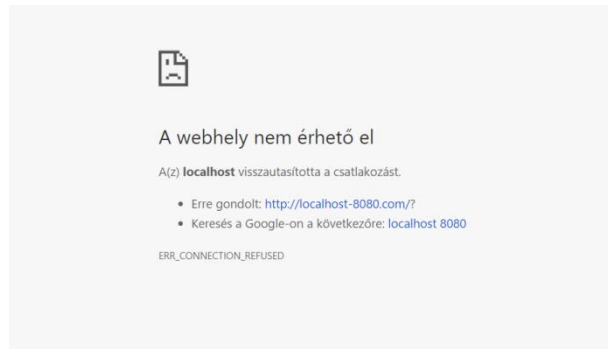 A webhely nem érhető el
A(z) localhost visszautasította a csatlakozást.
Erre gondolt: http://localhost-8080.com/?
Keresés a Google-on a következőre: localhost 8080
ERR_CONNECTION_REFUSED